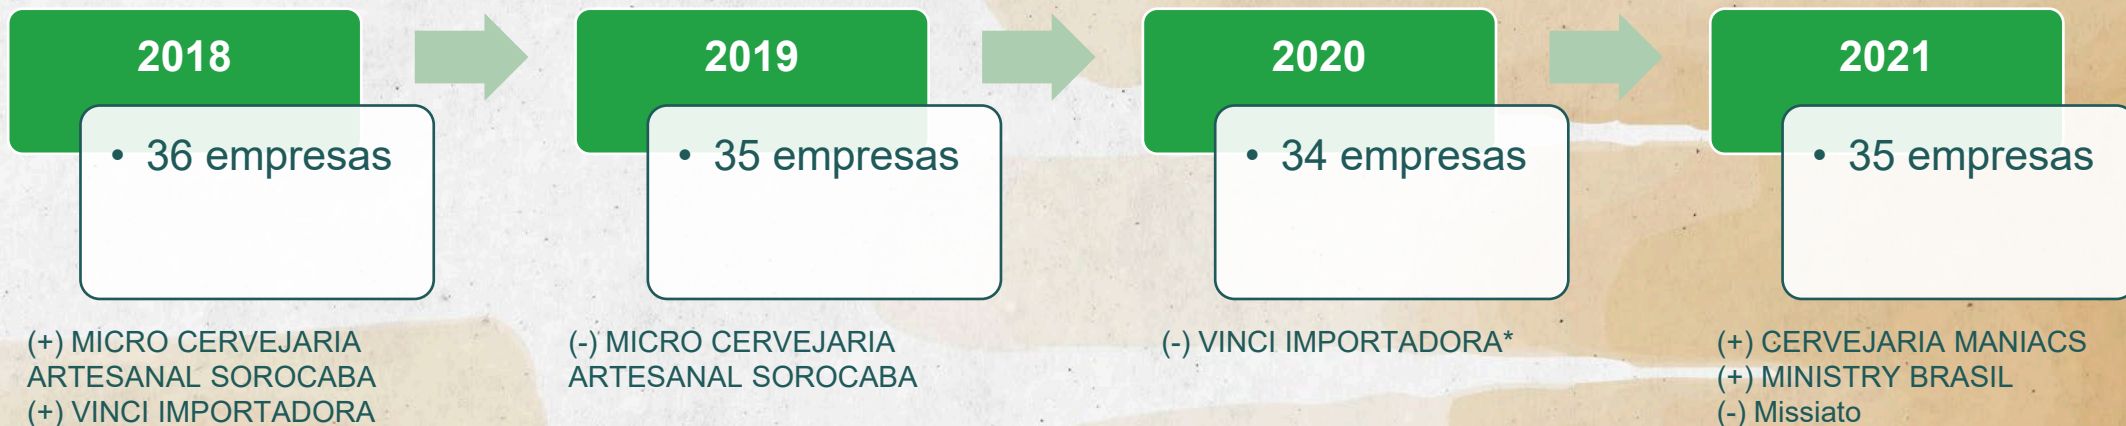 2018
• 36 empresas
(+) MICRO CERVEJARIA
ARTESANAL SOROCABA
(+) VINCI IMPORTADORA
2019
• 35 empresas
(-) MICRO CERVEJARIA
ARTESANAL SOROCABA
2020
• 34 empresas
(-) VINCI IMPORTADORA*
2021
• 35 empresas
(+) CERVEJARIA MANIACS
(+) MINISTRY BRASIL
(-) Missiato